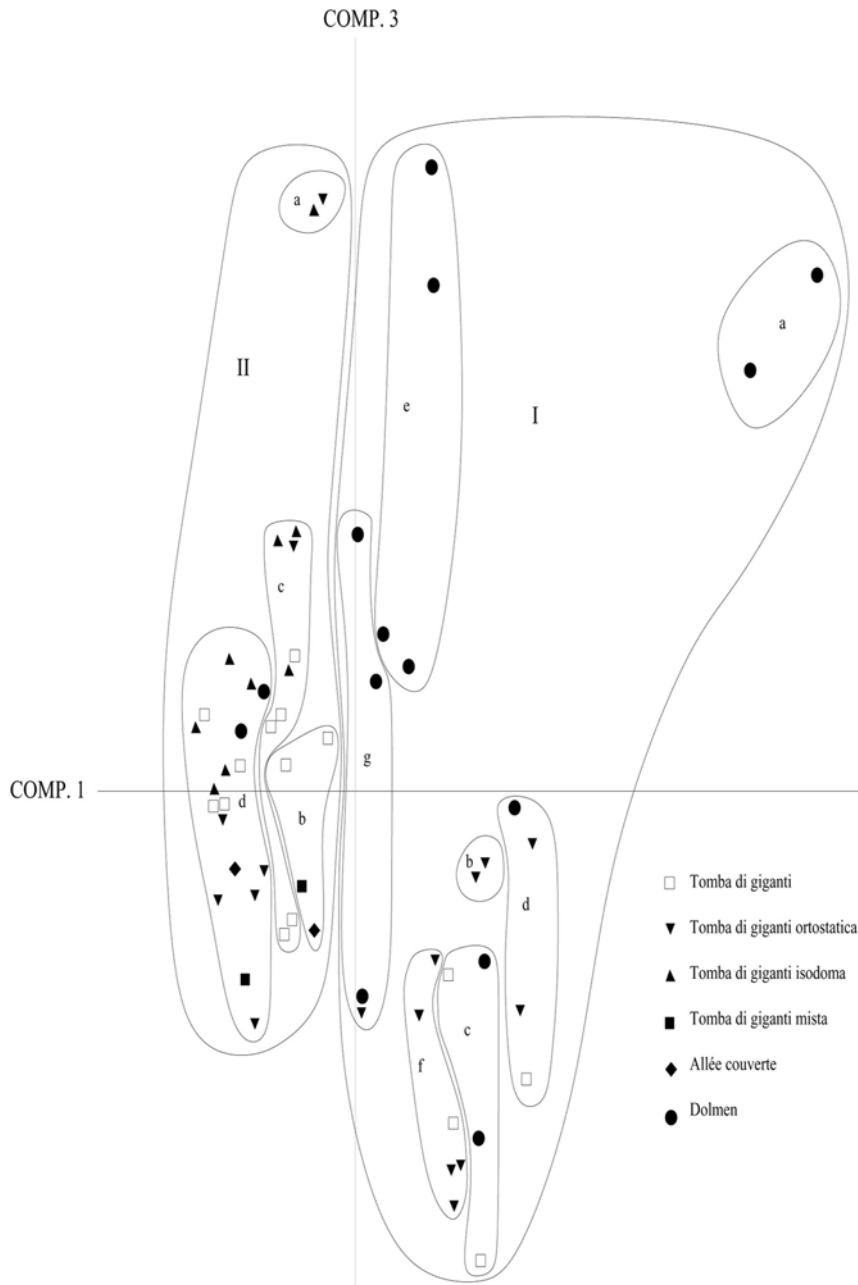 COMP. 3
a
a
II
e
I
c
g
COMP. 1
d
b
b
d
c
f
Tomba di giganti
Tomba di giganti ortostatica
Tomba di giganti isodoma
Tomba di giganti mista
Allée couverte
Dolmen